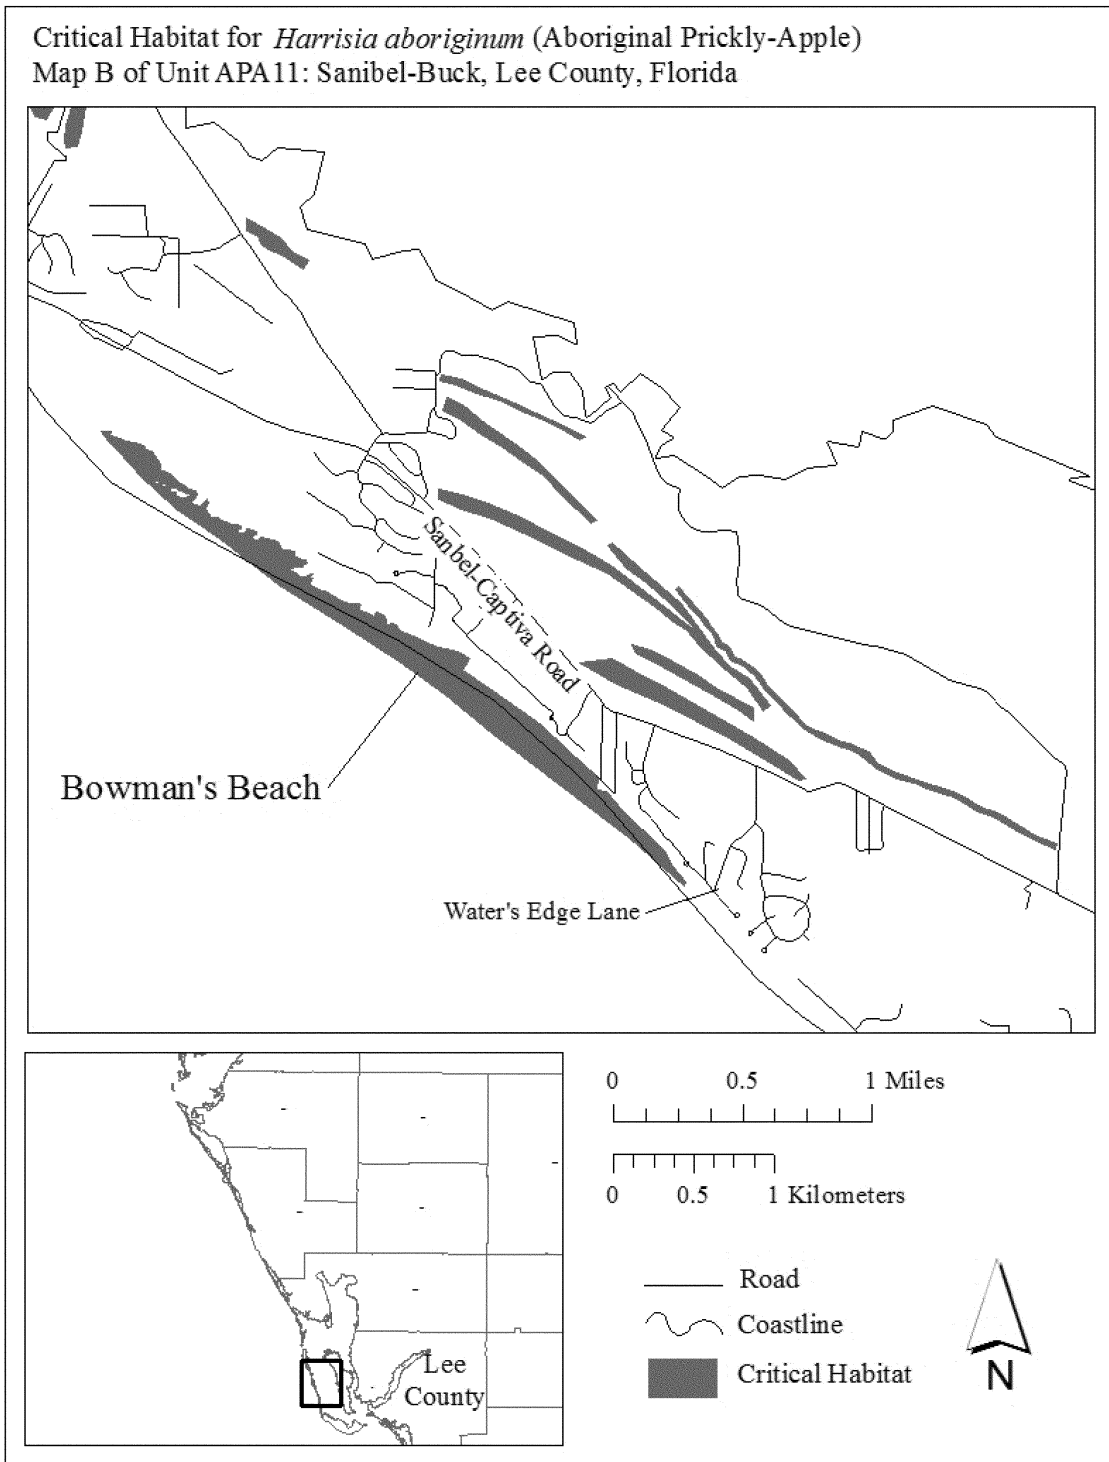 Critical Habitat for Harrisia aboriginum (Aboriginal Prickly-Apple)
Map B of Unit APA11: Sanibel-Buck, Lee County, Florida
Sanbel-Captiva Road
Bowman's Beach
Water's Edge Lane
Lee
County
0 0.5 1 Miles
0 0.5 1 Kilometers
Road
Coastline
Critical Habitat
N